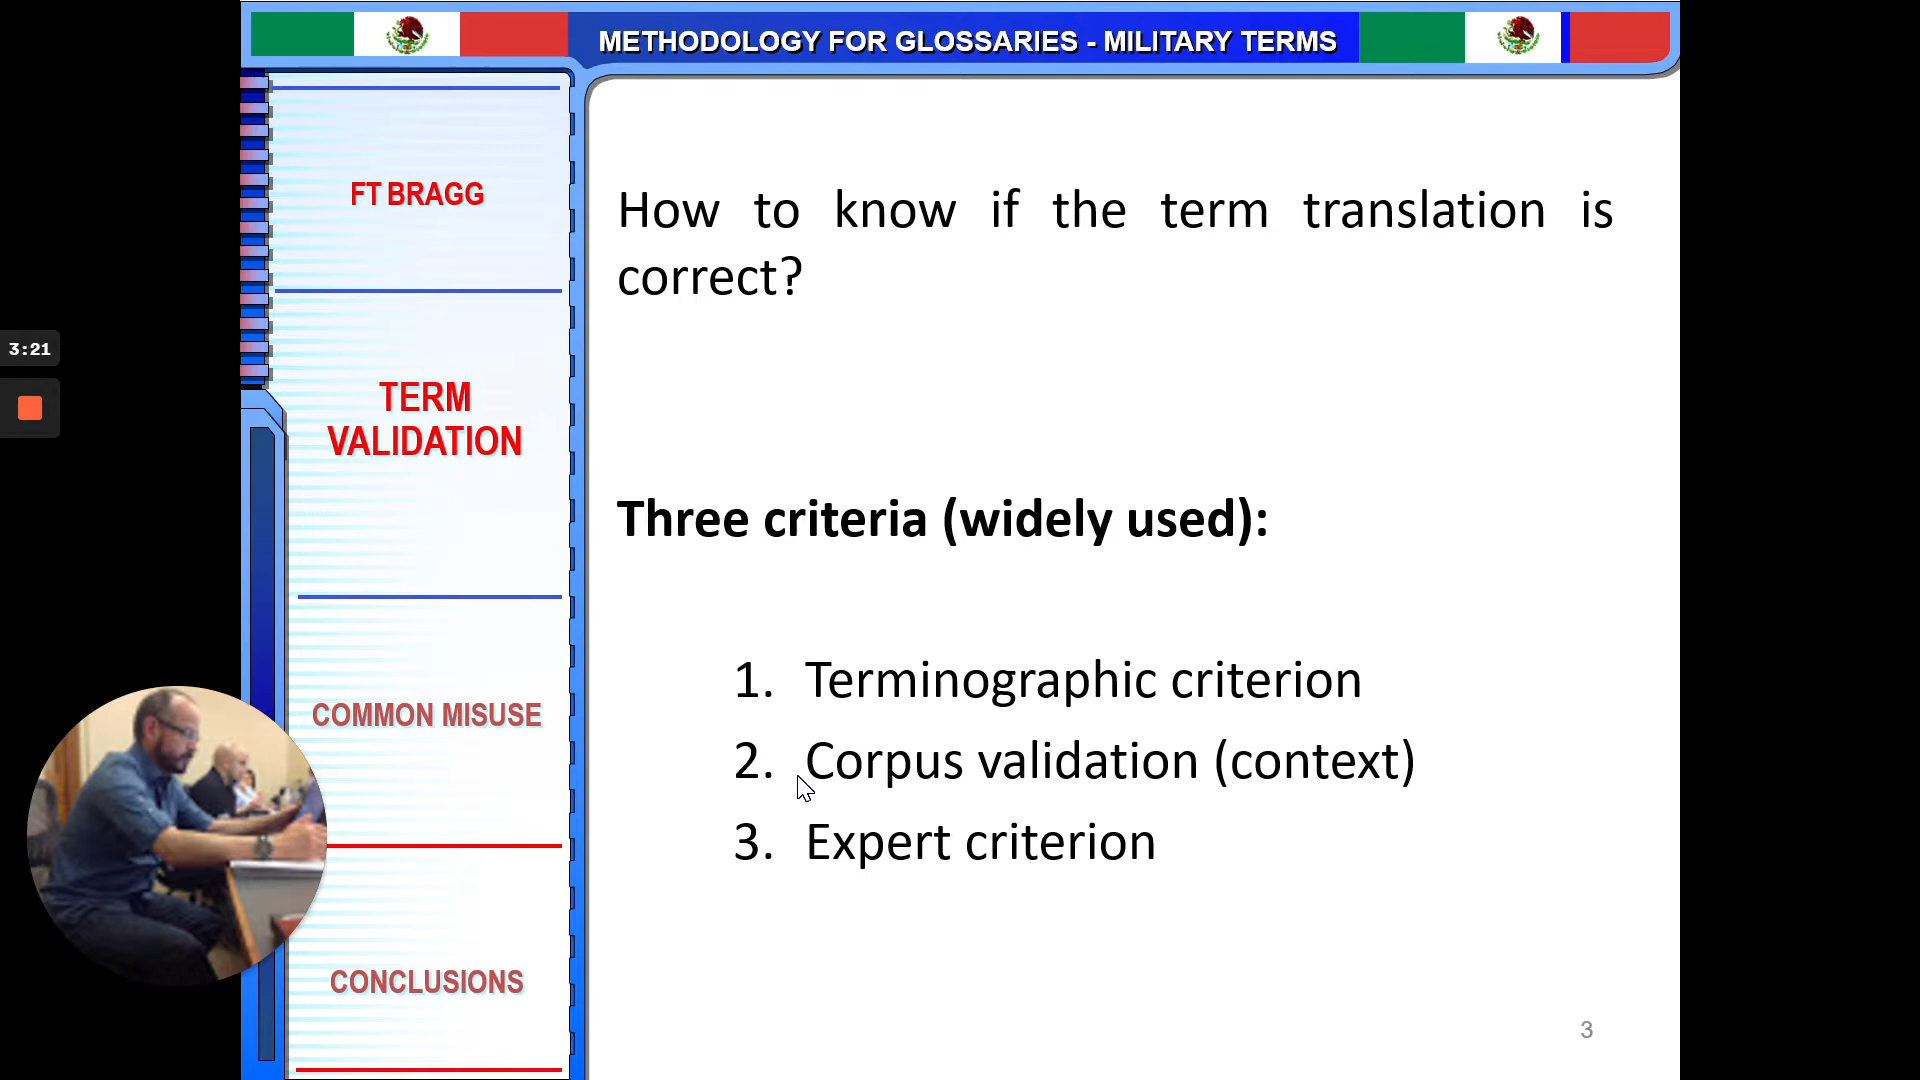 METHODOLOGY FOR GLOSSARIES - MILITARY TERMS
FT BRAGG
TERM
VALIDATION
COMMON MISUSE
CONCLUSIONS
How to know if the term translation is
correct?
Three criteria (widely used):
1. Terminographic criterion
2. Corpus validation (context)
3. Expert criterion
3
3:21